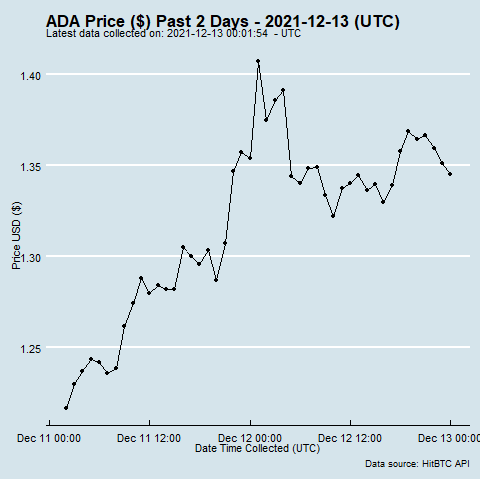 ADA Price ($) Past 2 Days - 2021-12-13 (UTC)
Latest data collected on: 2021-12-13 00:01:54 - UTC
1.40
1.35
1.30
1.25
Price USD ($)
Dec 11 00:00 Dec 11 12:00 Dec 12 00:00 Dec 12 12:00 Dec 13 00:00
Date Time Collected (UTC)
Data source: HitBTC API